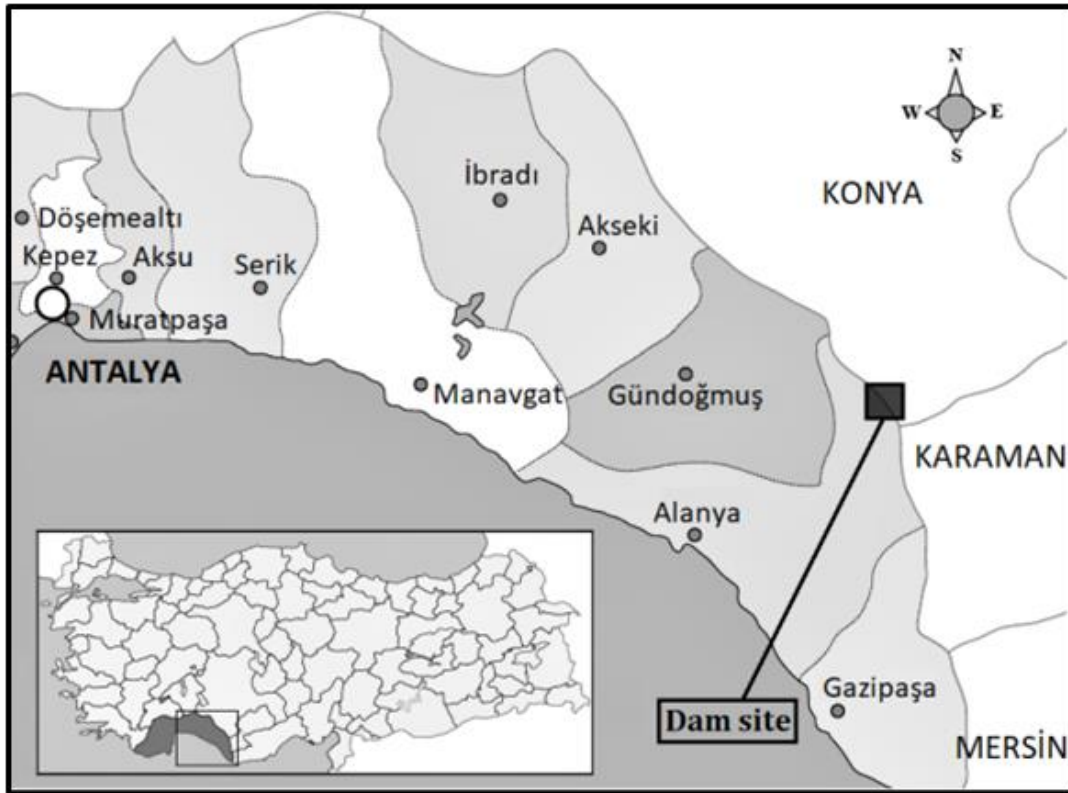 N
W E
S
KONYA
İbradı
Akseki
Döşemealtı
Kepez
Aksu
Serik
Muratpaşa
ANTALYA
Manavgat
Gündoğmuş
KARAMAN
Alanya
Gazipaşa
Dam site
MERSİN